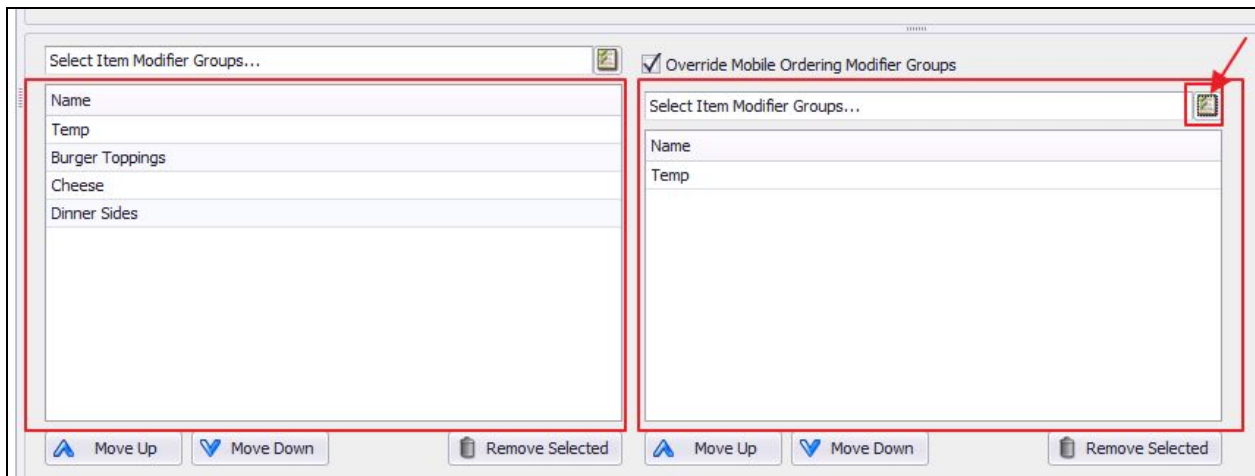 Select Item Modifier Groups...
Name
Temp
Burger Toppings
Cheese
Dinner Sides
Move Up
Move Down
Remove Selected
Override Mobile Ordering Modifier Groups
Select Item Modifier Groups...
Name
Temp
Move Up
Move Down
Remove Selected